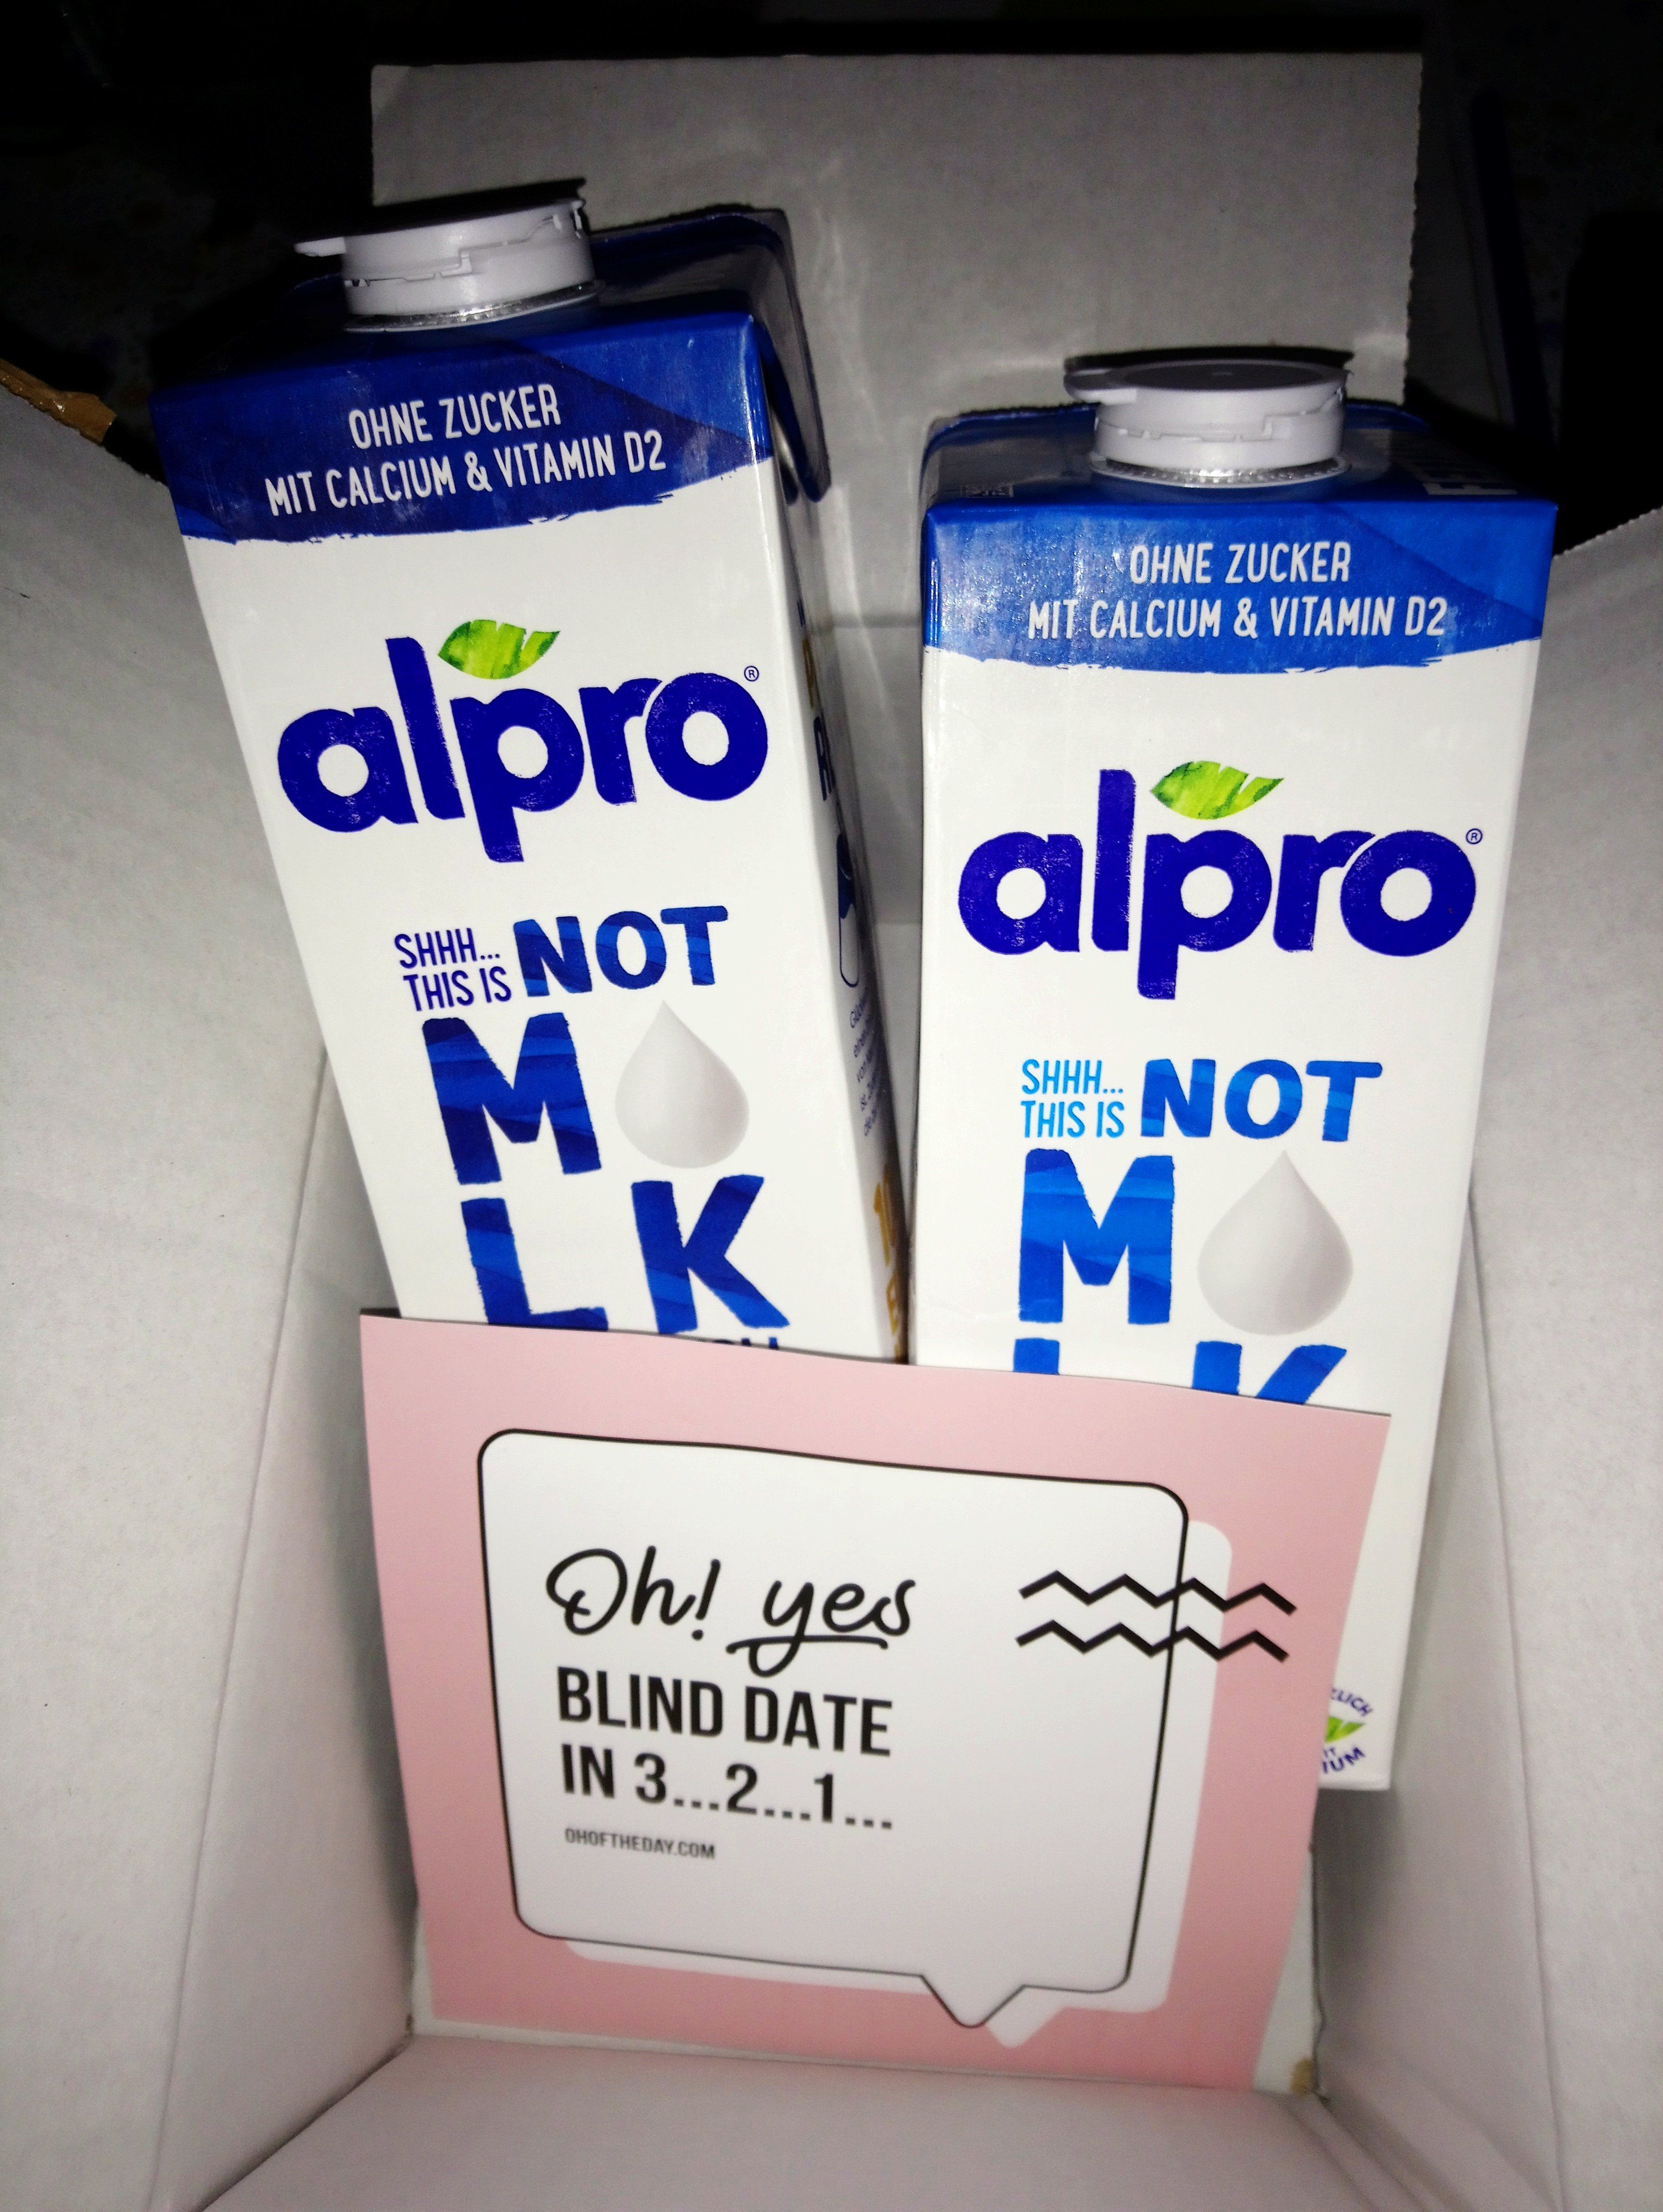 OHNE ZUCKER
MIT CALCIUM & VITAMIN D2
alpro®
SHHH...
THIS IS NOT
M
LK
OHNE ZUCKER
MIT CALCIUM & VITAMIN D2
alpro®
SHHH...
THIS IS NOT
M
LK
Oh! yes
BLIND DATE
IN 3...2...1...
OHOFTHEDAY.COM